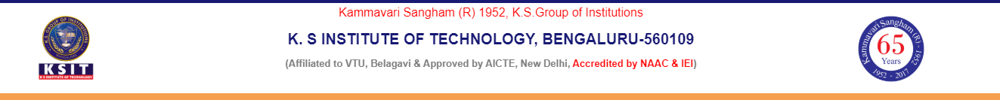 Kammavari Sangham (R) 1952, K.S.Group of Institutions
K. S INSTITUTE OF TECHNOLOGY, BENGALURU-560109
(Affiliated to VTU, Belagavi & Approved by AICTE, New Delhi, Accredited by NAAC & IEI)
K. S. GROUP OF INSTITUTIONS
BENGALURU
KSIT
K S INSTITUTE OF TECHNOLOGY
Kammavari Sangham (R) - 1952
65
Years
1952 - 2017